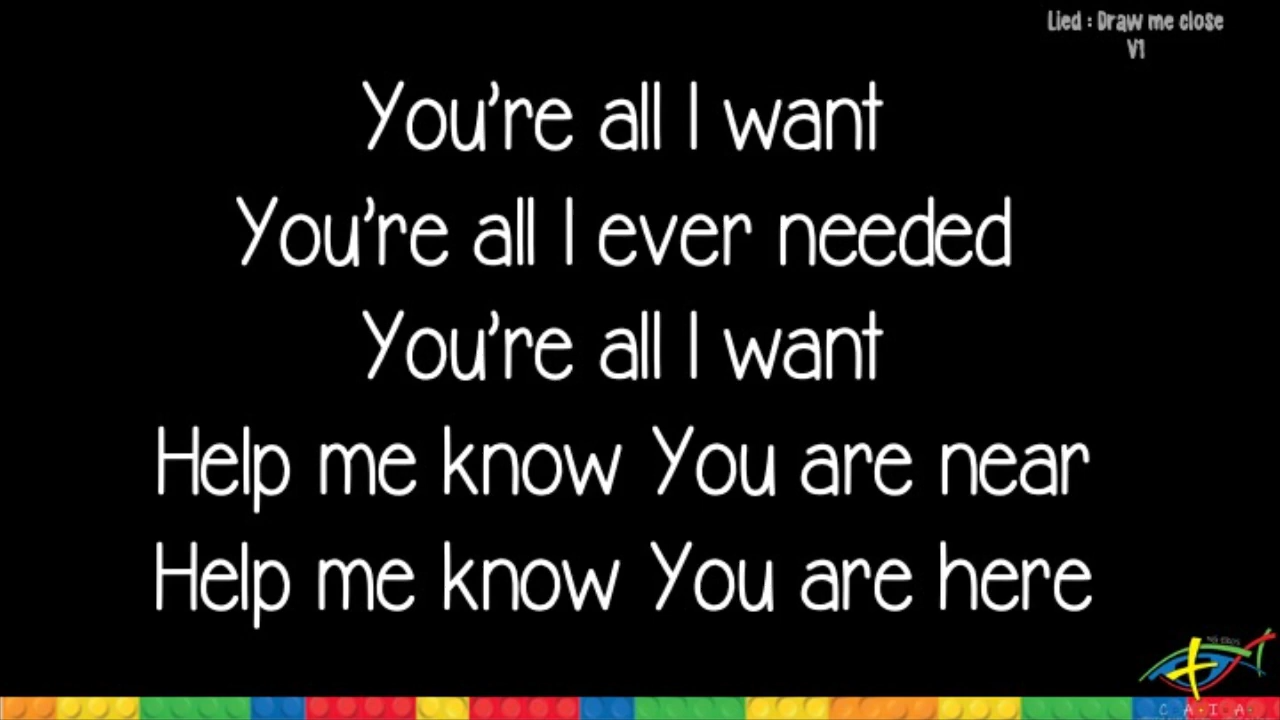 Lied : Draw me close
V1
You're all I want
You're all I ever needed
You're all I want
Help me know You are near
Help me know You are here
C A I A